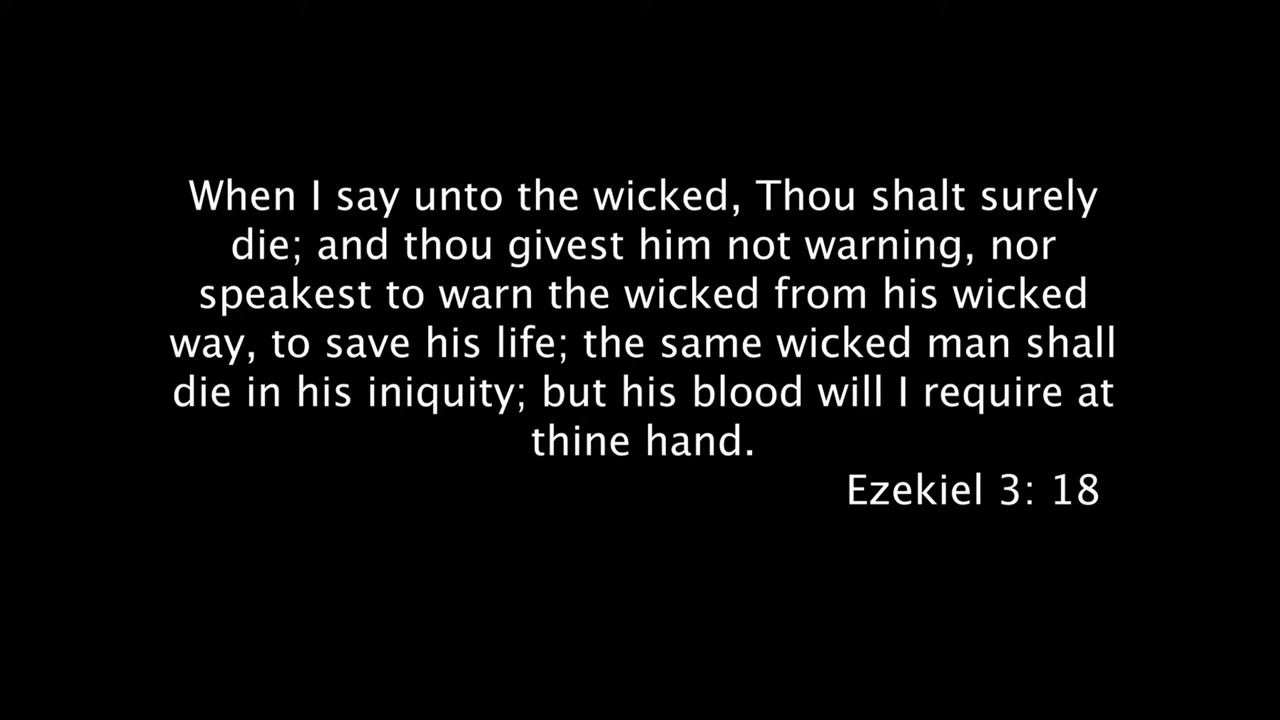 When I say unto the wicked, Thou shalt surely
die; and thou givest him not warning, nor
speakest to warn the wicked from his wicked
way, to save his life; the same wicked man shall
die in his iniquity; but his blood will I require at
thine hand.
Ezekiel 3: 18